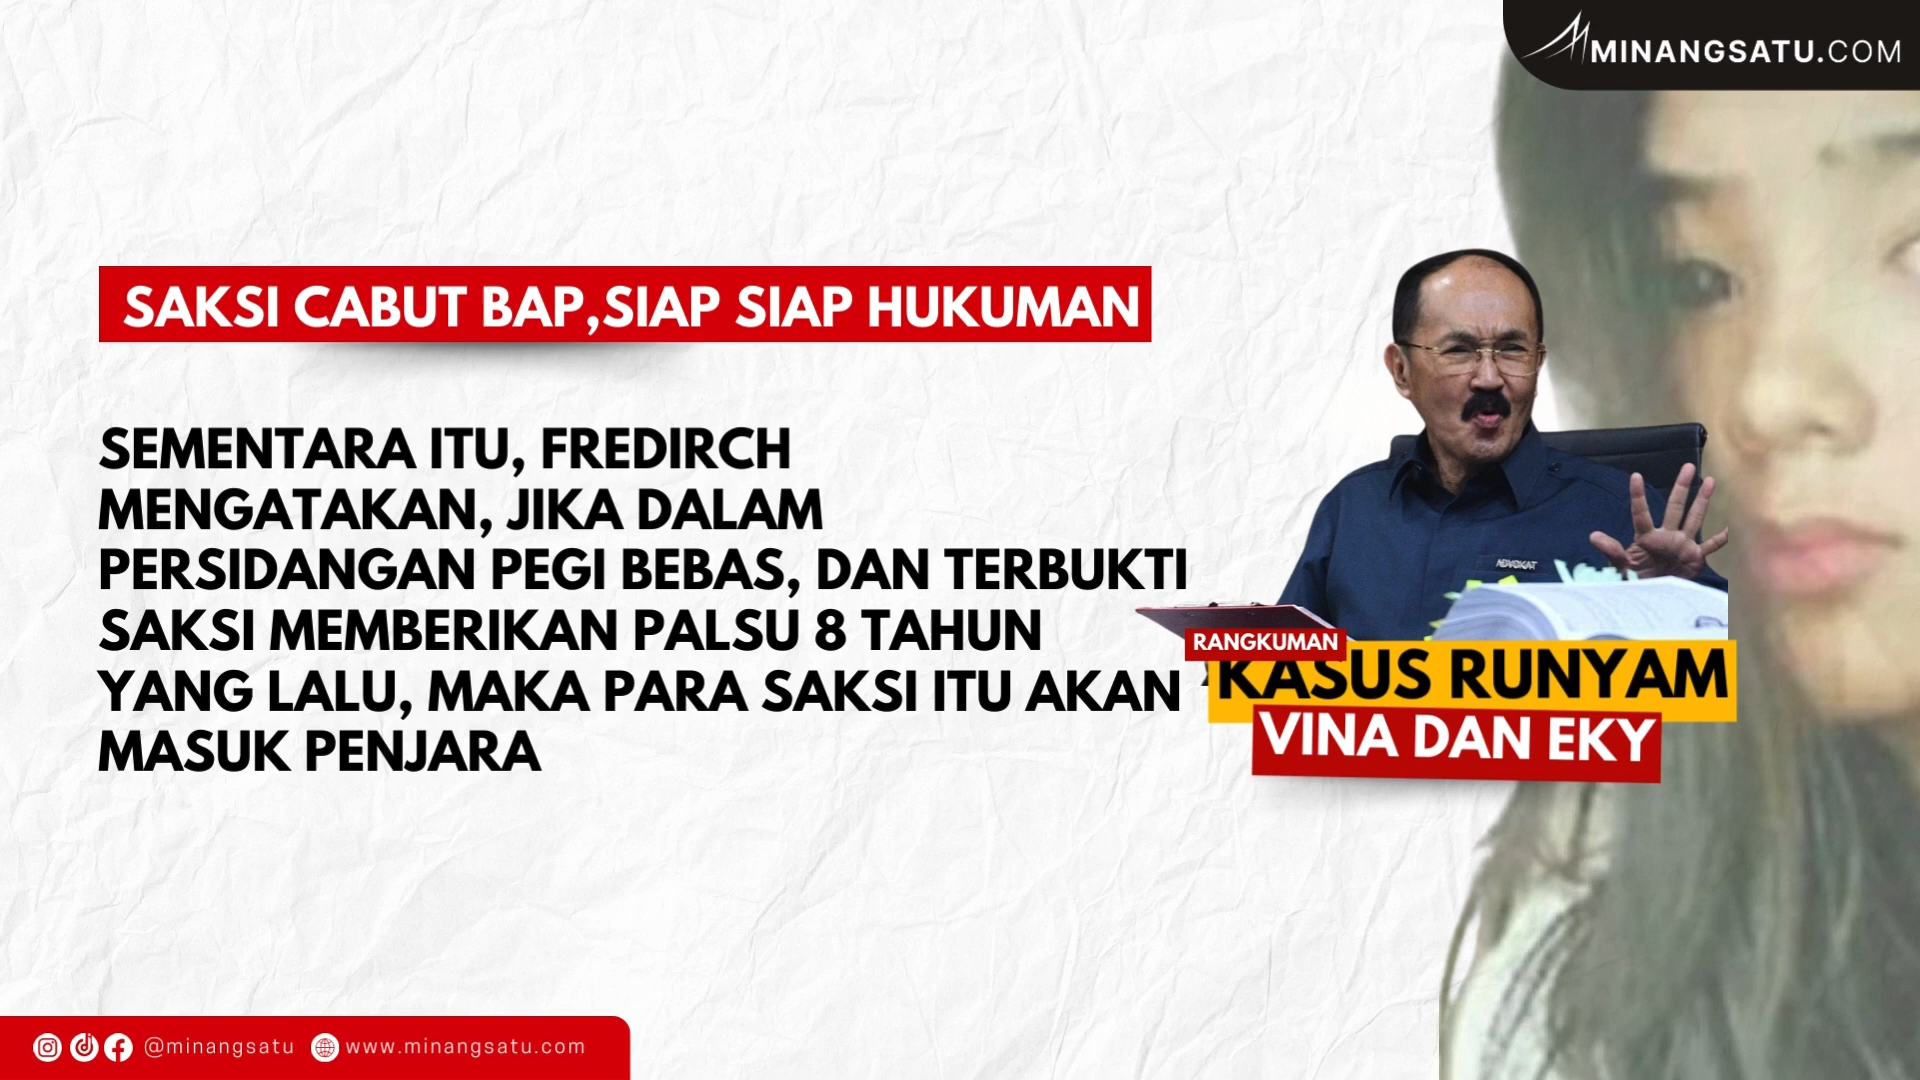 MINANGSATU.COM
SAKSI CABUT BAP,SIAP SIAP HUKUMAN
SEMENTARA ITU, FREDIRCH
MENGATAKAN, JIKA DALAM
PERSIDANGAN PEGI BEBAS, DAN TERBUKTI
SAKSI MEMBERIKAN PALSU 8 TAHUN
YANG LALU, MAKA PARA SAKSI ITU AKAN
MASUK PENJARA
ADVOKAT
RANGKUMAN
KASUS RUNYAM
VINA DAN EKY
@minangsatu www.minangsatu.com